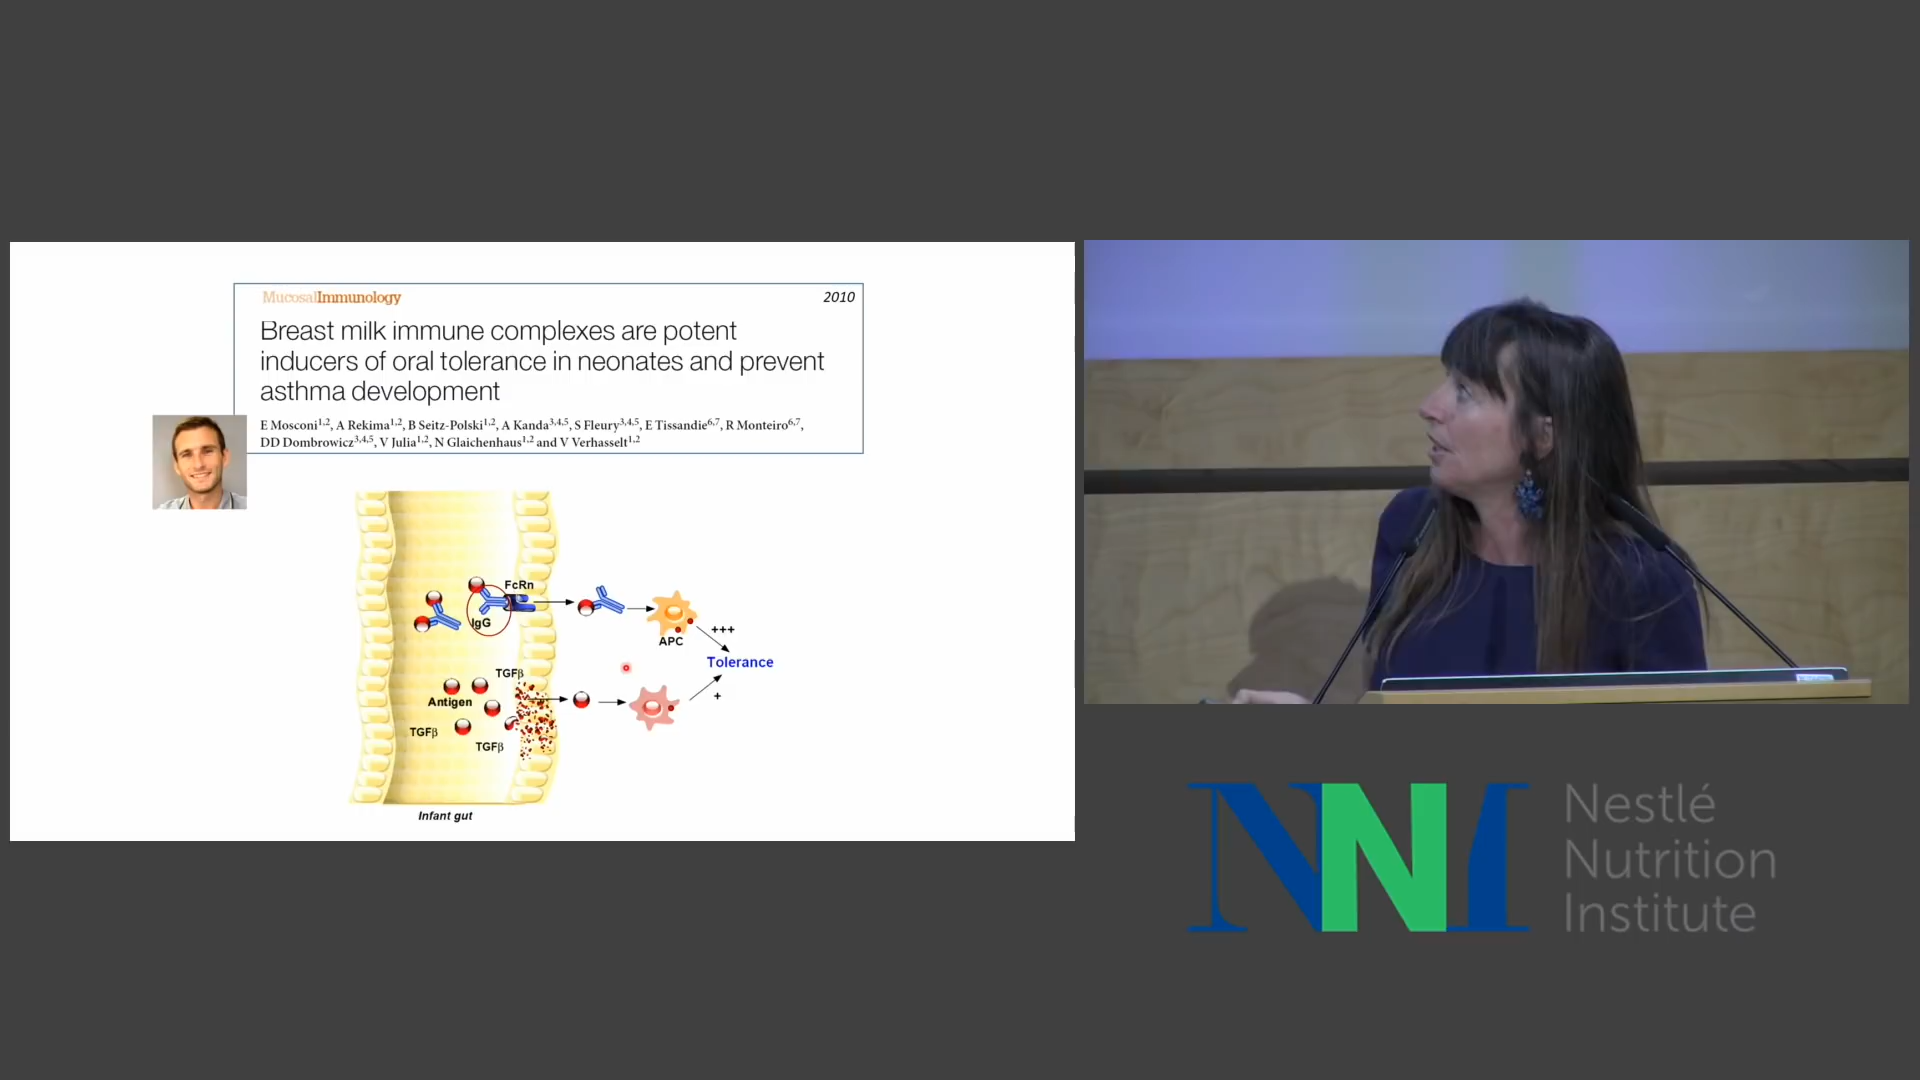 MucosalImmunology
2010
Breast milk immune complexes are potent
inducers of oral tolerance in neonates and prevent
asthma development
E Mosconi1,2, A Rekima1,2, B Seitz-Polski1,2, A Kanda3,4,5, S Fleury3,4,5, E Tissandie6,7, R Monteiro6,7,
DD Dombrowicz3,4,5, V Julia1,2, N Glaichenhaus1,2 and V Verhasselt1,2
FcRn
IgG
APC
+++
Tolerance
+
TGFβ
Antigen
TGFβ
TGFβ
Infant gut
NNI
Nestlé
Nutrition
Institute